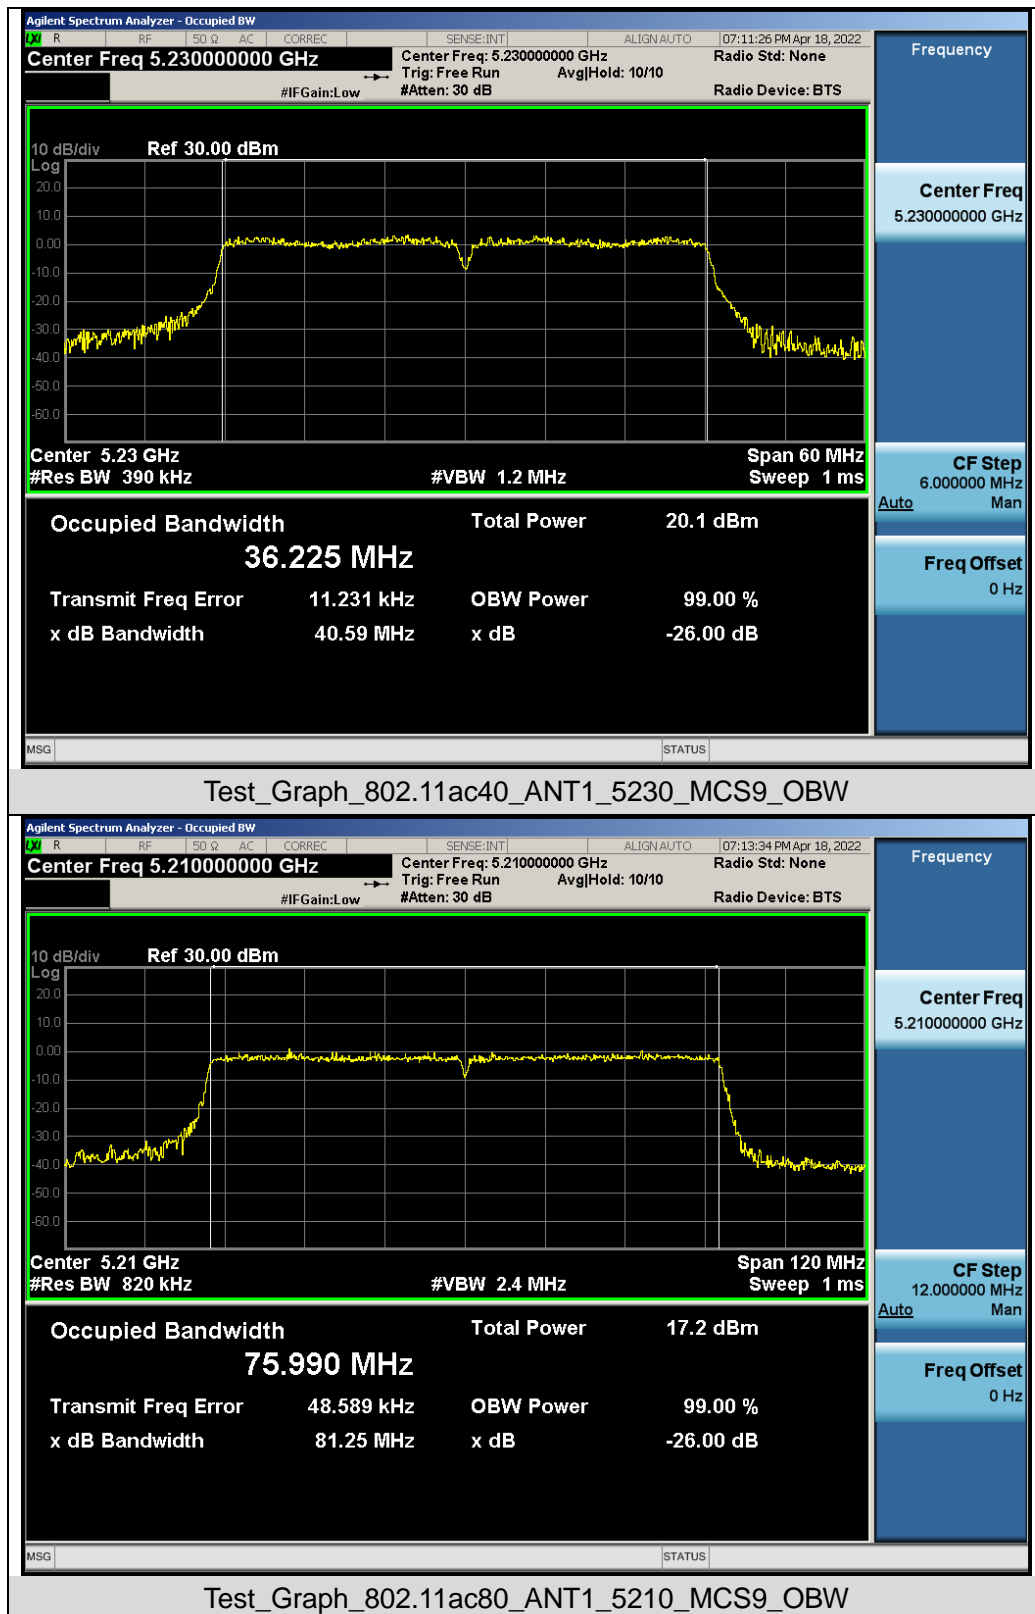 Agilent Spectrum Analyzer - Occupied BW
LXI R RF 50 Ω AC CORREC SENSE:INT ALIGN AUTO 07:11:26 PM Apr 18, 2022
Center Freq 5.230000000 GHz Center Freq: 5.230000000 GHz Radio Std: None Frequency
Trig: Free Run Avg|Hold: 10/10
#IFGain:Low #Atten: 30 dB Radio Device: BTS
10 dB/div Ref 30.00 dBm
Log
20.0
10.0
0.00
-10.0
-20.0
-30.0
-40.0
-50.0
-60.0
Center Freq
5.230000000 GHz
Center 5.23 GHz Span 60 MHz
#Res BW 390 kHz #VBW 1.2 MHz Sweep 1 ms
CF Step
6.000000 MHz
Auto Man
Occupied Bandwidth Total Power 20.1 dBm
36.225 MHz
Freq Offset
0 Hz
Transmit Freq Error 11.231 kHz OBW Power 99.00 %
x dB Bandwidth 40.59 MHz x dB -26.00 dB
MSG STATUS
Test_Graph_802.11ac40_ANT1_5230_MCS9_OBW
Agilent Spectrum Analyzer - Occupied BW
LXI R RF 50 Ω AC CORREC SENSE:INT ALIGN AUTO 07:13:34 PM Apr 18, 2022
Center Freq 5.210000000 GHz Center Freq: 5.210000000 GHz Radio Std: None Frequency
Trig: Free Run Avg|Hold: 10/10
#IFGain:Low #Atten: 30 dB Radio Device: BTS
10 dB/div Ref 30.00 dBm
Log
20.0
10.0
0.00
-10.0
-20.0
-30.0
-40.0
-50.0
-60.0
Center Freq
5.210000000 GHz
Center 5.21 GHz Span 120 MHz
#Res BW 820 kHz #VBW 2.4 MHz Sweep 1 ms
CF Step
12.000000 MHz
Auto Man
Occupied Bandwidth Total Power 17.2 dBm
75.990 MHz
Freq Offset
0 Hz
Transmit Freq Error 48.589 kHz OBW Power 99.00 %
x dB Bandwidth 81.25 MHz x dB -26.00 dB
MSG STATUS
Test_Graph_802.11ac80_ANT1_5210_MCS9_OBW